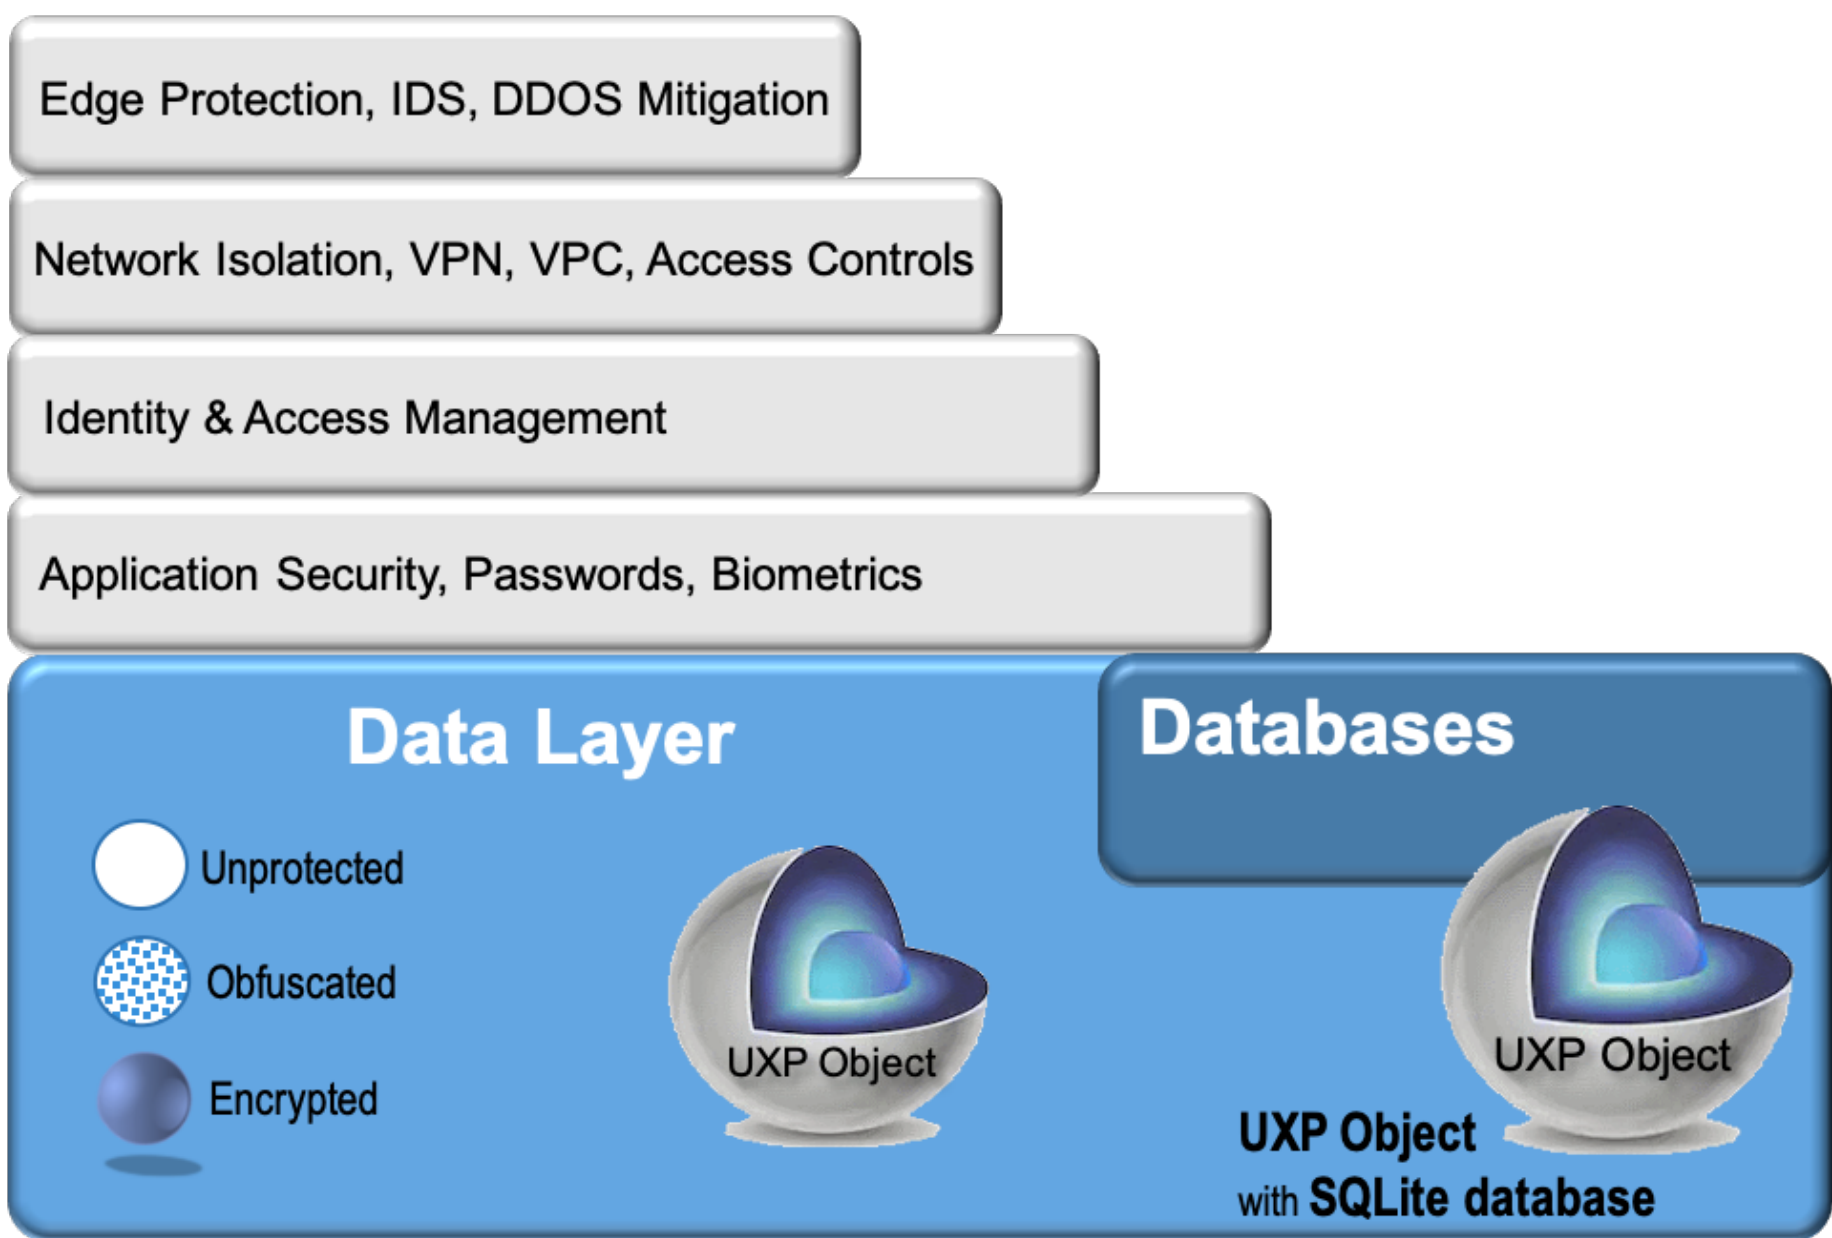 Edge Protection, IDS, DDOS Mitigation
Network Isolation, VPN, VPC, Access Controls
Identity & Access Management
Application Security, Passwords, Biometrics
Data Layer
Databases
Unprotected
Obfuscated
Encrypted
UXP Object
UXP Object
UXP Object
with SQLite database